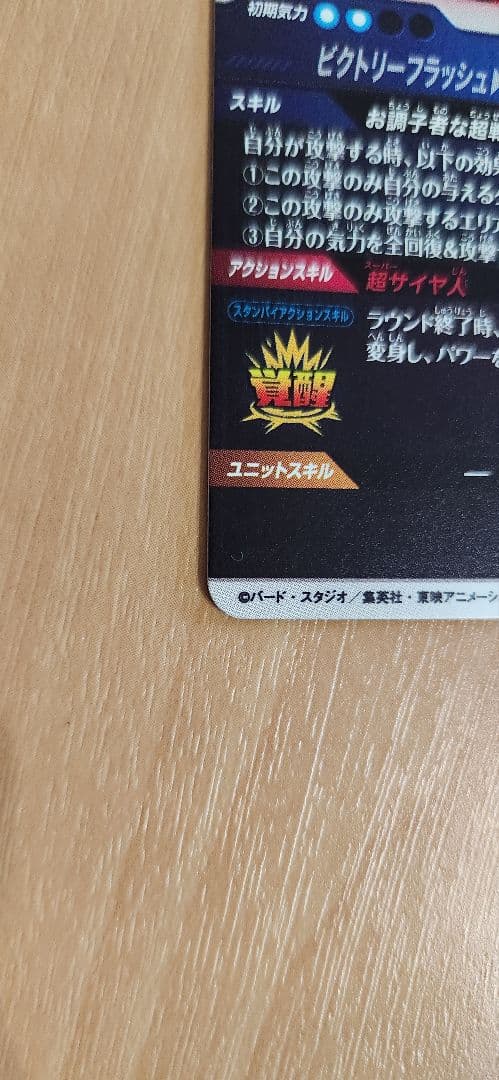 初期気力
ビクトリーフラッシュ
スキル
お調子者な超戦
自分が攻撃する時、以下の効果
①この攻撃のみ自分の与える
②この攻撃のみ攻撃するエリア
③自分の気力を全回復&攻撃
アクションスキル
超サイヤ人
スタンバイアクションスキル
ラウンド終了時、
変身し、パワーを
覚醒
ユニットスキル
ー
©バード・スタジオ／集英社・東映アニメーシ